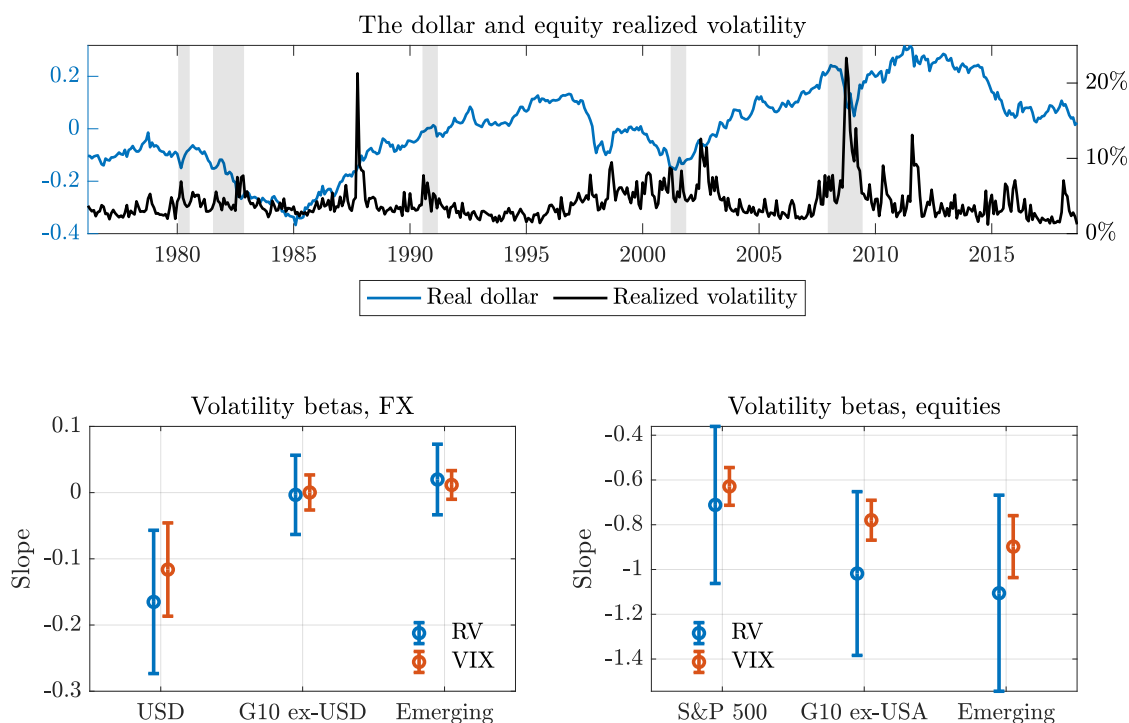 The dollar and equity realized volatility
0.2
0
-0.2
-0.4
20%
10%
0%
1980 1985 1990 1995 2000 2005 2010 2015
Real dollar Realized volatility
Volatility betas, FX
Slope
0.1
0
-0.1
-0.2
-0.3
RV
VIX
USD G10 ex-USD Emerging
Volatility betas, equities
Slope
-0.4
-0.6
-0.8
-1
-1.2
-1.4
RV
VIX
S&P 500 G10 ex-USA Emerging